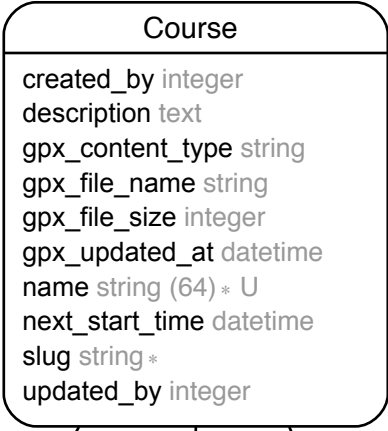 Course
created_by integer
description text
gpx_content_type string
gpx_file_name string
gpx_file_size integer
gpx_updated_at datetime
name string (64) ∗ U
next_start_time datetime
slug string ∗
updated_by integer